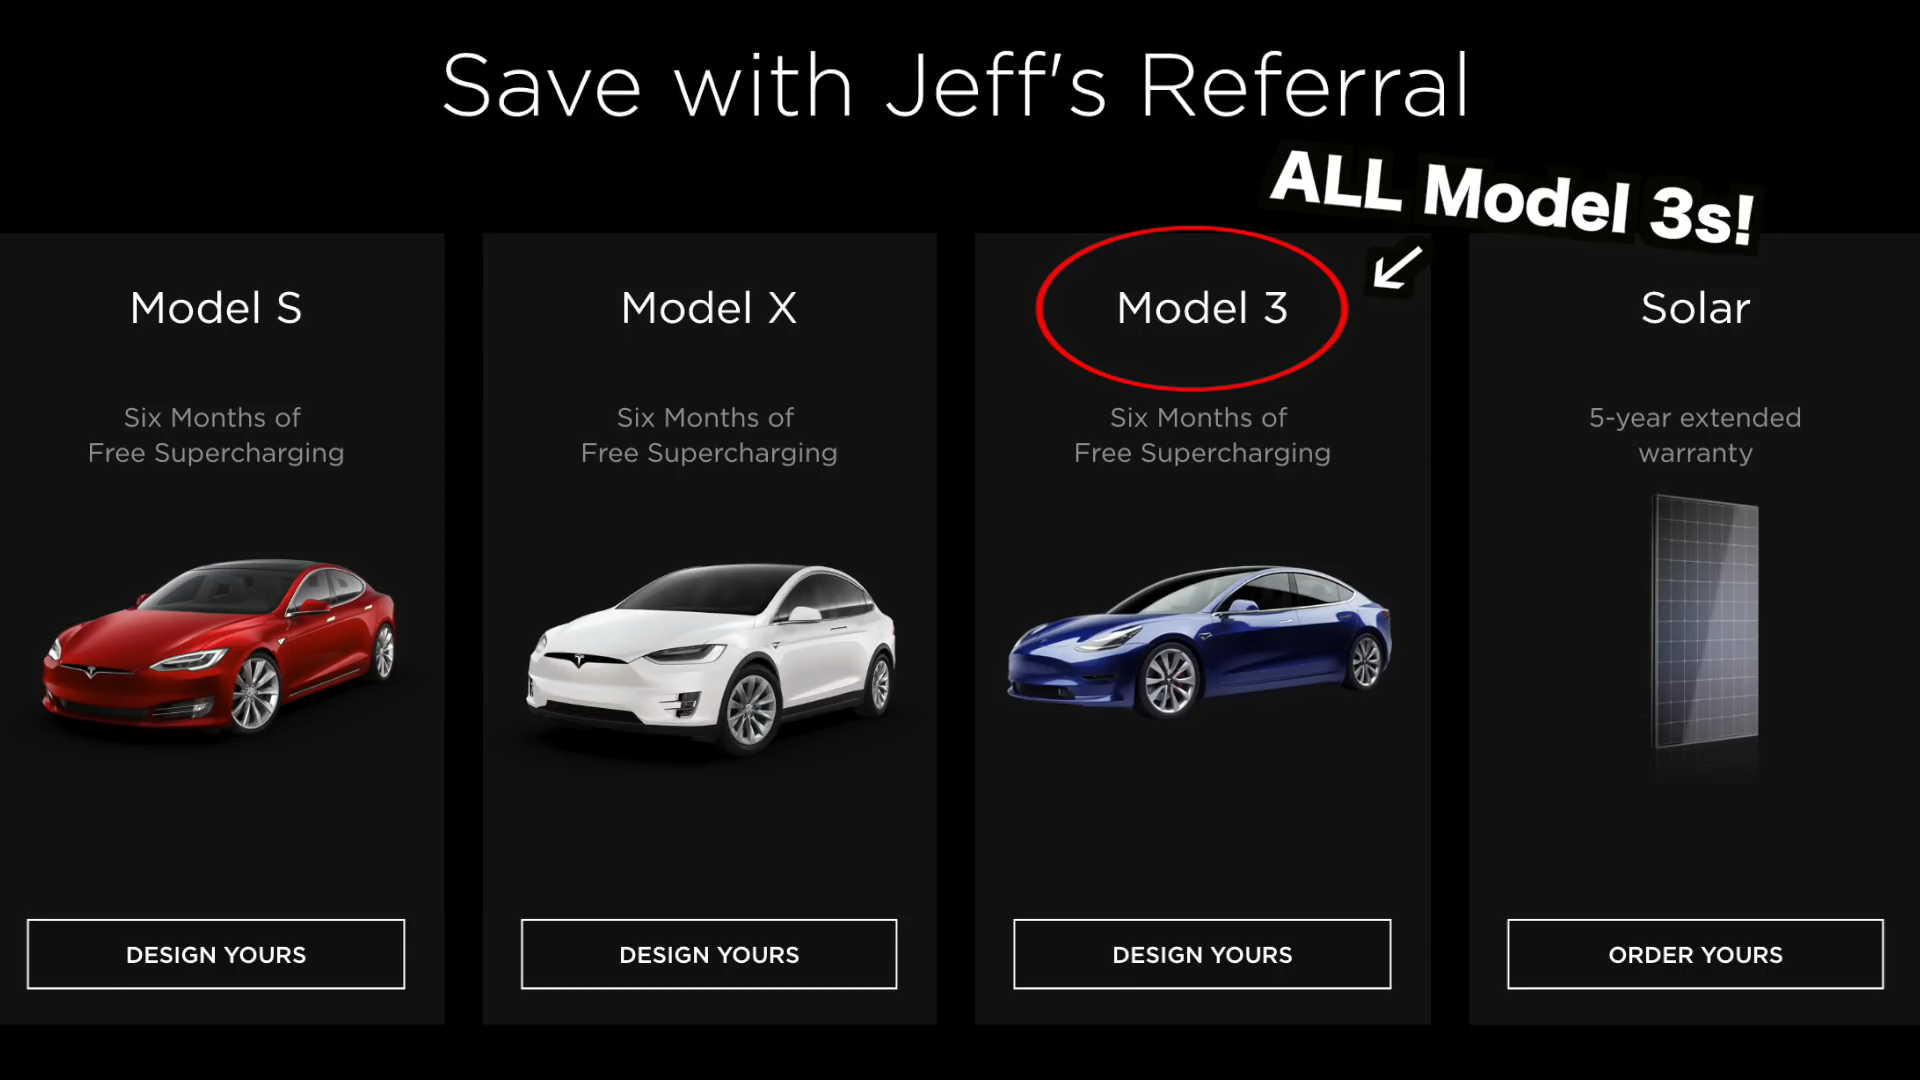 Save with Jeff's Referral
ALL Model 3s!
Model S
Six Months of
Free Supercharging
DESIGN YOURS
Model X
Six Months of
Free Supercharging
DESIGN YOURS
Model 3
Six Months of
Free Supercharging
DESIGN YOURS
Solar
5-year extended
warranty
ORDER YOURS